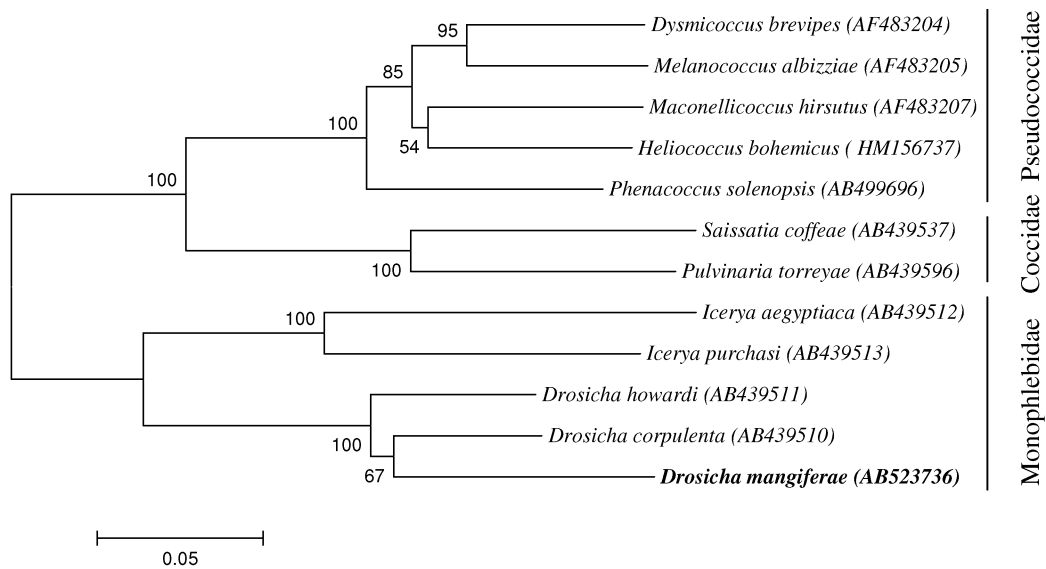 Dysmicoccus brevipes (AF483204)
95
Melanococcus albizziae (AF483205)
85
Maconellicoccus hirsutus (AF483207)
100
54
Heliococcus bohemicus ( HM156737)
Phenacoccus solenopsis (AB499696)
Pseudococcidae
100
Saissatia coffeae (AB439537)
100
Pulvinaria torreyae (AB439596)
Coccidae
Icerya aegyptiaca (AB439512)
100
Icerya purchasi (AB439513)
Drosicha howardi (AB439511)
100
Drosicha corpulenta (AB439510)
67
Drosicha mangiferae (AB523736)
Monophlebidae
0.05